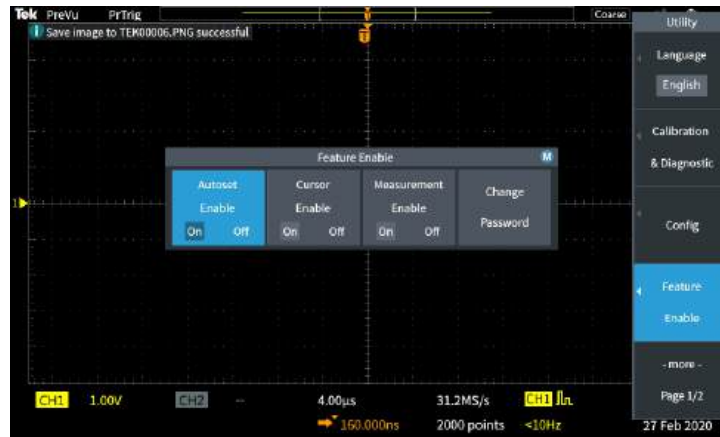 Tek PreVu PrTrig Coarse
Save image to TEK00006.PNG successful
T
Utility
Language
English
Calibration
& Diagnostic
Config
Feature
Enable
- more -
Page 1/2
Feature Enable M
Autoset
Enable
On Off
Cursor
Enable
On Off
Measurement
Enable
On Off
Change
Password
1
CH1 1.00V CH2 -- 4.00µs 31.2MS/s CH1
160.000ns 2000 points <10Hz 27 Feb 2020